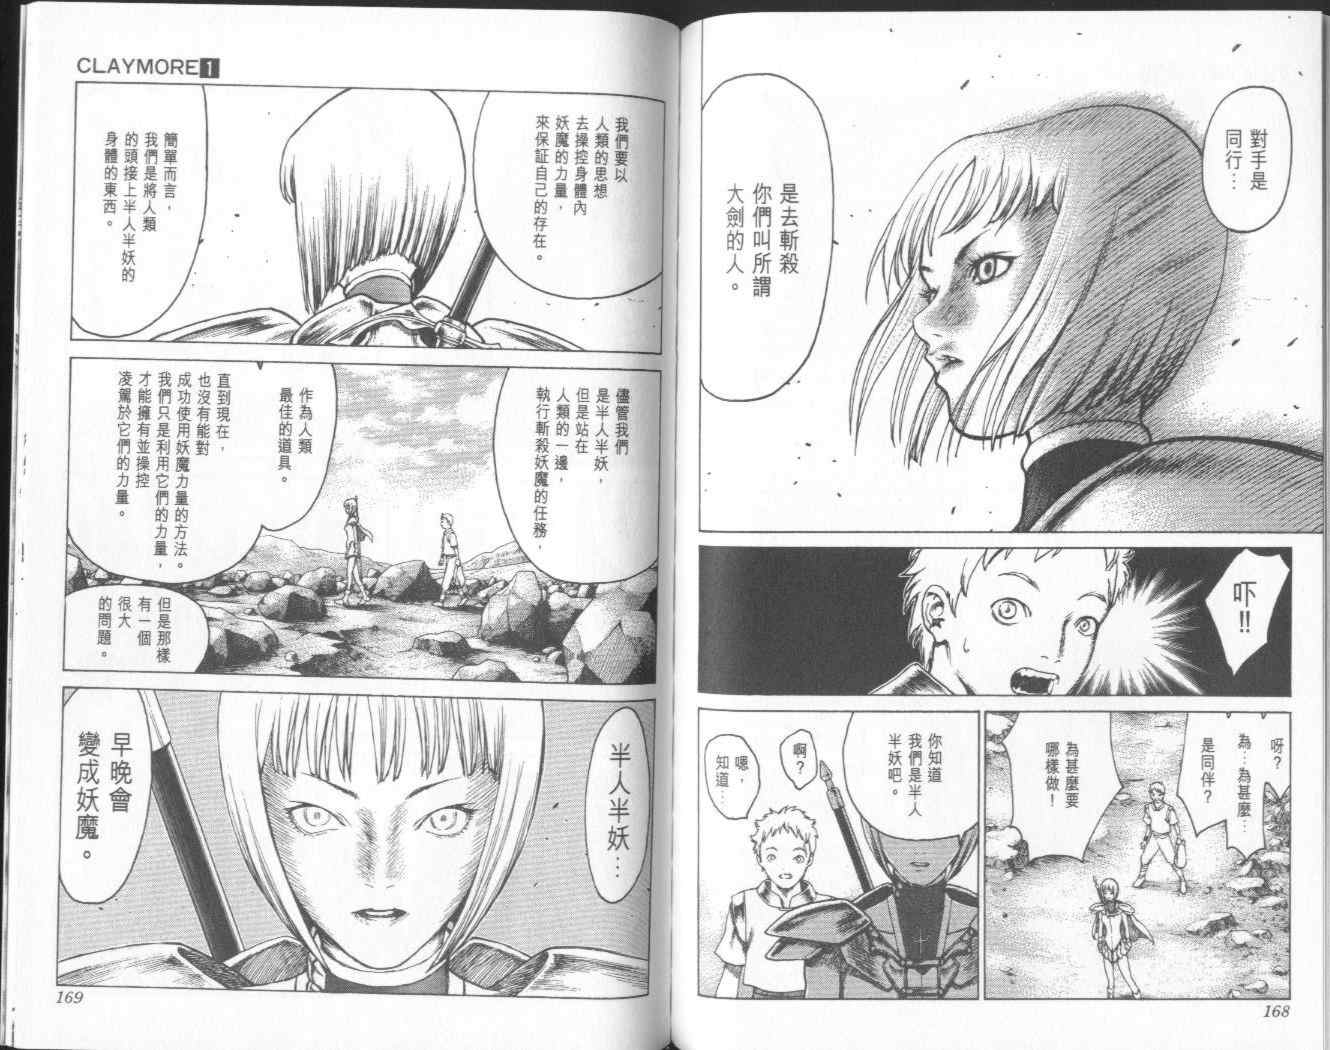 對手是
同行…
是去斬殺
你們叫所謂
大劍的人。
吓!!
呀?
為…為甚麼…
是同伴?
為甚麼要
哪樣做!
你知道
我們是半人
半妖吧。
啊?
嗯,
知道…
168
CLAYMORE 1
我們要以
人類的思想
去操控身體內
妖魔的力量,
來保証自己的存在。
簡單而言,
我們是將人類
的頭接上半人半妖的
身體的東西。
儘管我們
是半人半妖,
但是站在
人類的一邊,
執行斬殺妖魔的任務,
作為人類
最佳的道具。
直到現在,
也沒有能對
成功使用妖魔力量的方法。
我們只是利用它們的力量,
才能擁有並操控
凌駕於它們的力量。
但是那樣
有一個
很大
的問題。
半人半妖…
早晚會
變成妖魔。
169